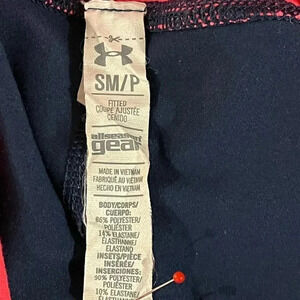 SM/P
FITTED
COUPE AJUSTÉE
CEÑIDO
allseason
gear
MADE IN VIETNAM
FABRIQUÉ AU VIETNAM
HECHO EN VIETNAM
BODY/CORPS/
CUERPO:
86% POLYESTER/
POLIÉSTER
14% ELASTANE/
ÉLASTHANNE/
ELASTANO
INSETS/PIÈCE
INSÉRÉE/
INSERCIONES:
90% POLYESTER/
POLIÉSTER
10% ELASTANE/